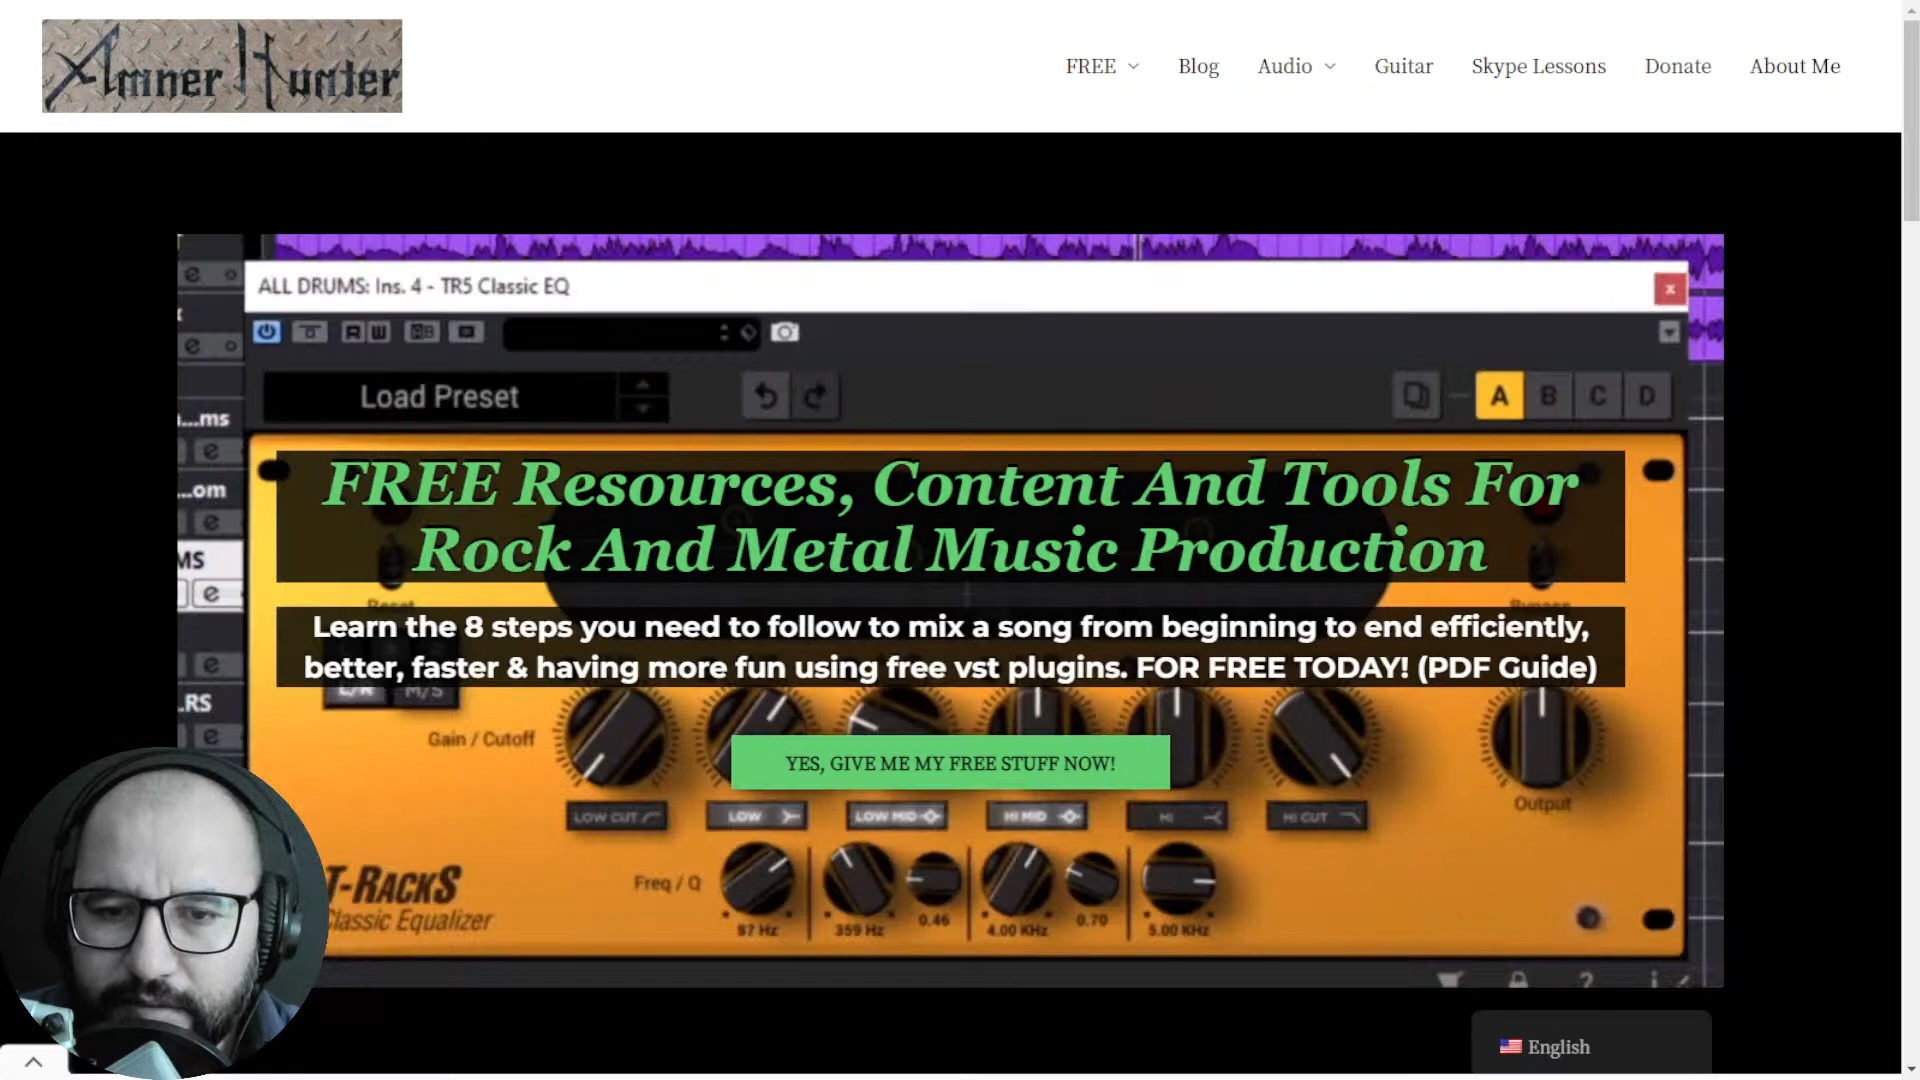 Amner Hunter
FREE
Blog
Audio
Guitar
Skype Lessons
Donate
About Me
ALL DRUMS: Ins. 4 - TR5 Classic EQ
x
R W
Load Preset
A B C D
...ms
...om
MS
.RS
FREE Resources, Content And Tools For
Rock And Metal Music Production
Learn the 8 steps you need to follow to mix a song from beginning to end efficiently,
better, faster & having more fun using free vst plugins. FOR FREE TODAY! (PDF Guide)
L/R M/S
Gain / Cutoff
YES, GIVE ME MY FREE STUFF NOW!
Output
LOW CUT
LOW
LOW MID
HI MID
HI
HI CUT
T-RackS
Classic Equalizer
Freq / Q
87 Hz
359 Hz
0.46
4.00 KHz
0.70
5.00 KHz
English